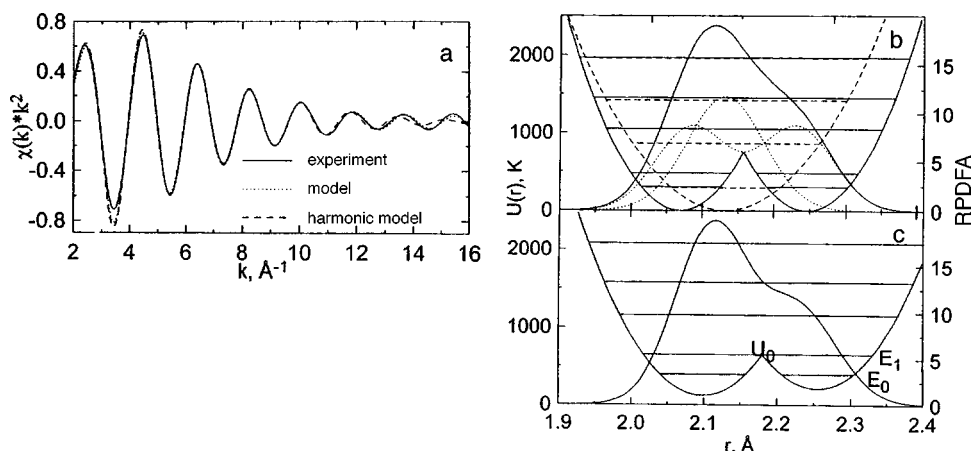 a
χ(k)*k²
0.8
0.4
0.0
-0.4
-0.8
experiment
model
harmonic model
2 4 6 8 10 12 14 16
k, Å⁻¹
b
U(r), K
2000
1000
0
15
10
5
0
RPDFA
c
2000
1000
0
U₀
E₁
E₀
15
10
5
0
1.9 2.0 2.1 2.2 2.3 2.4
r, Å